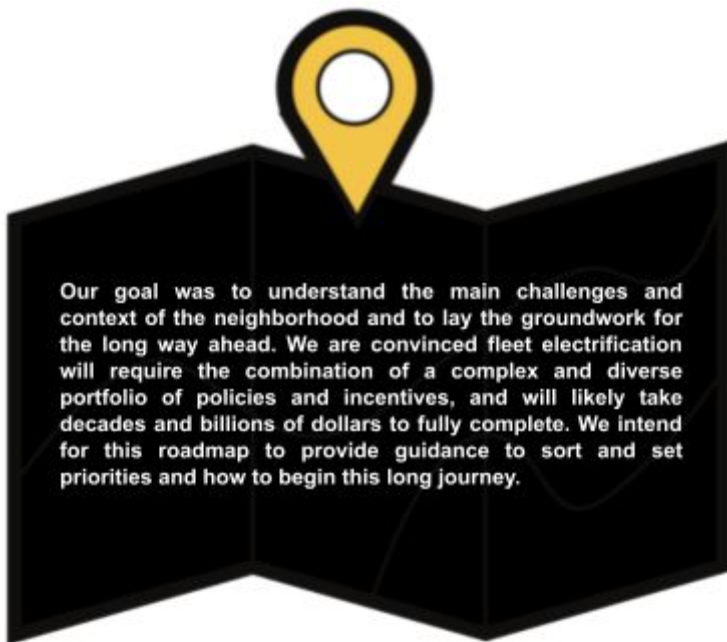 Our goal was to understand the main challenges and
context of the neighborhood and to lay the groundwork for
the long way ahead. We are convinced fleet electrification
will require the combination of a complex and diverse
portfolio of policies and incentives, and will likely take
decades and billions of dollars to fully complete. We intend
for this roadmap to provide guidance to sort and set
priorities and how to begin this long journey.